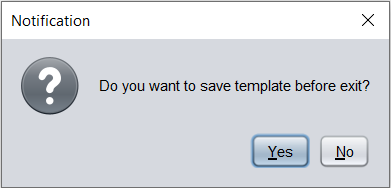 Notification
Do you want to save template before exit?
Yes No